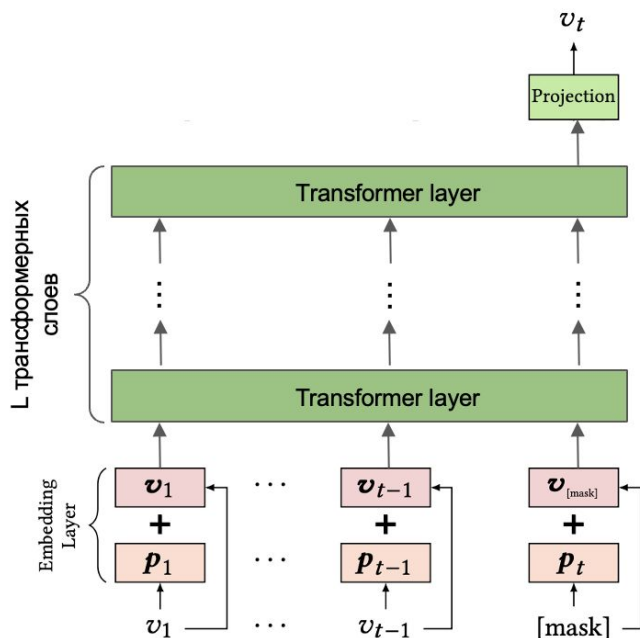 v_t
Projection
Transformer layer
⋮ ⋮ ⋮
L трансформерных
слоев
Transformer layer
Embedding
Layer
v_1 ... v_{t−1} v_{[mask]}
+ + +
p_1 ... p_{t−1} p_t
v_1 ... v_{t−1} [mask]